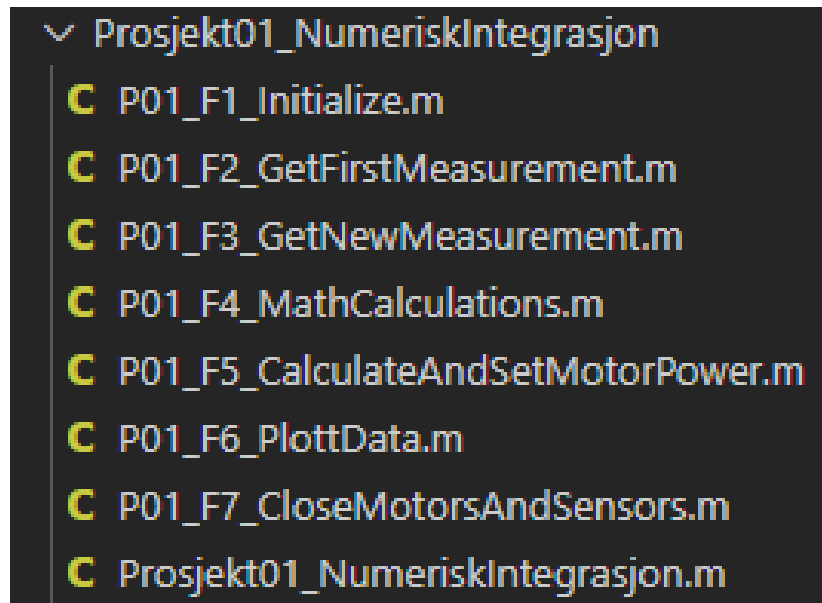 Prosjekt01_NumeriskIntegrasjon
C P01_F1_Initialize.m
C P01_F2_GetFirstMeasurement.m
C P01_F3_GetNewMeasurement.m
C P01_F4_MathCalculations.m
C P01_F5_CalculateAndSetMotorPower.m
C P01_F6_PlottData.m
C P01_F7_CloseMotorsAndSensors.m
C Prosjekt01_NumeriskIntegrasjon.m